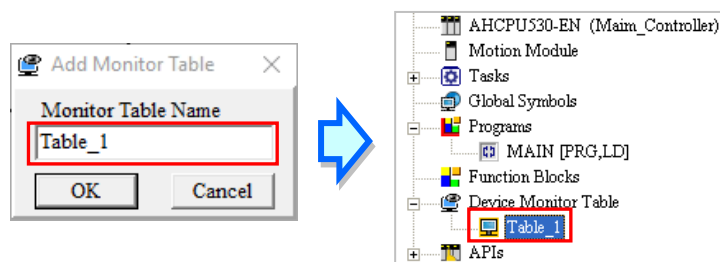 Add Monitor Table
Monitor Table Name
Table_1
OK
Cancel
AHCPU530-EN (Maim_Controller)
Motion Module
Tasks
Global Symbols
Programs
MAIN [PRG,LD]
Function Blocks
Device Monitor Table
Table_1
APIs